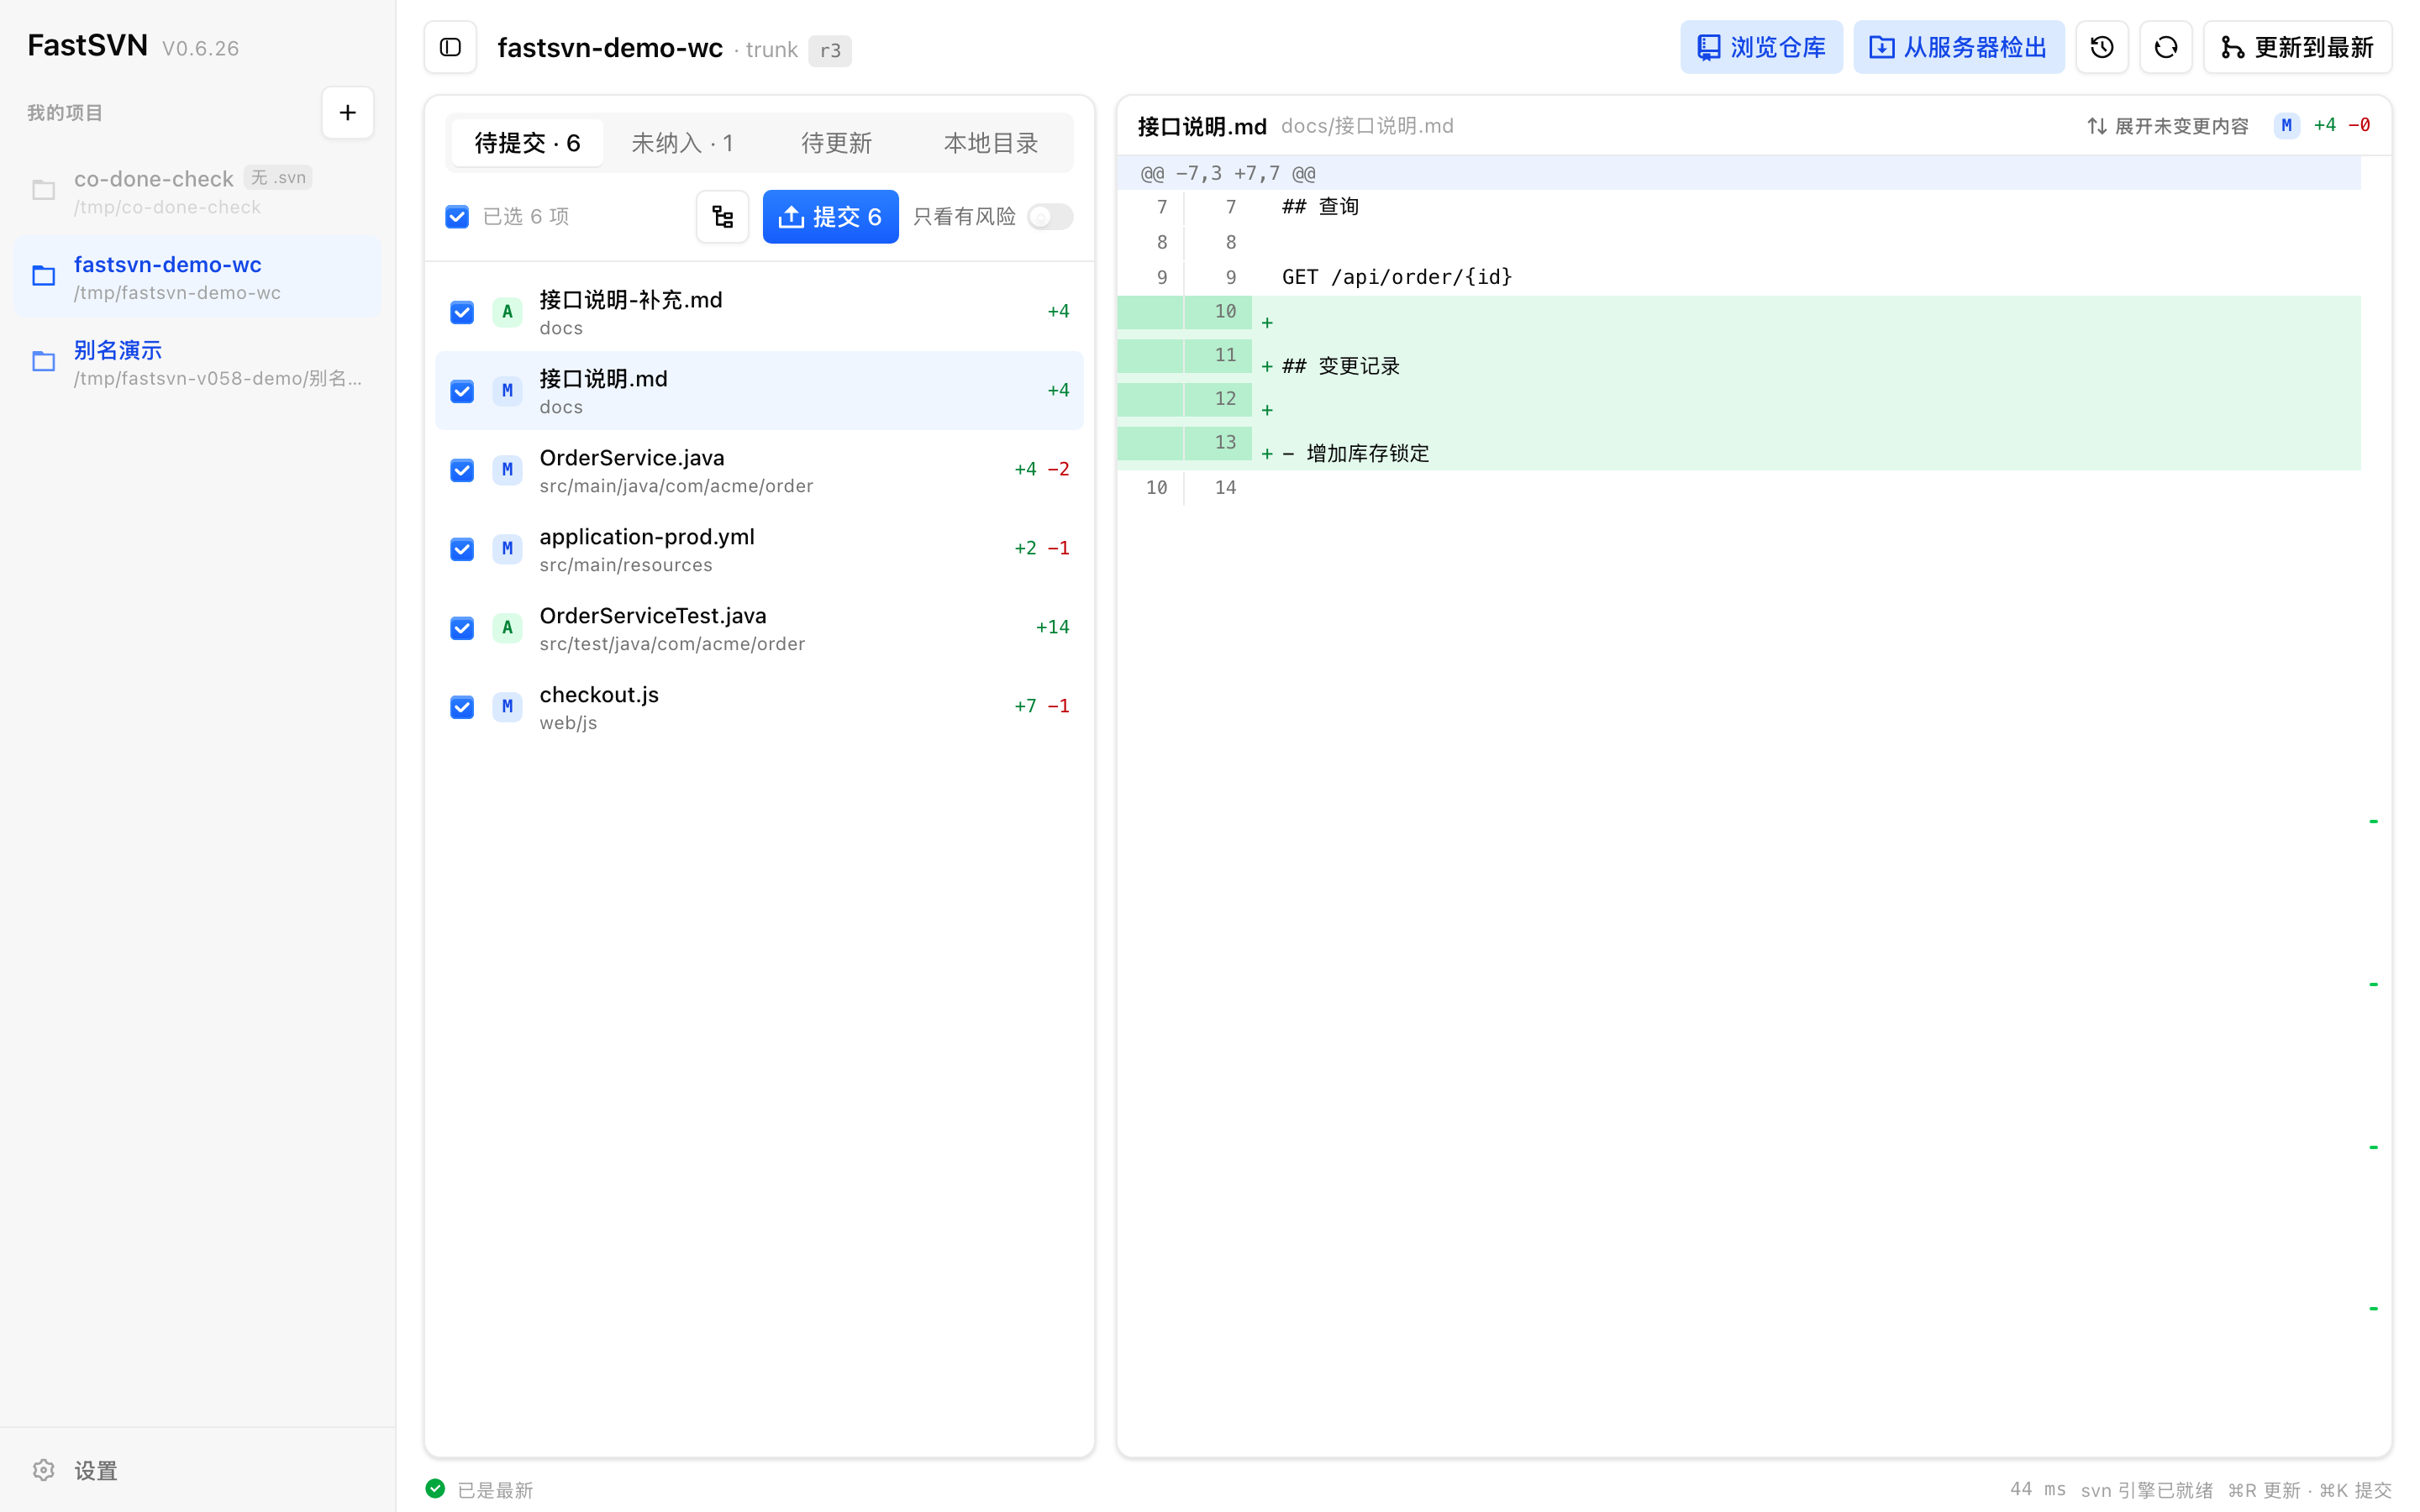 FastSVN V0.6.26
我的项目
co-done-check 无 .svn
/tmp/co-done-check
fastsvn-demo-wc
/tmp/fastsvn-demo-wc
别名演示
/tmp/fastsvn-v058-demo/别名...
设置
fastsvn-demo-wc · trunk r3
浏览仓库 从服务器检出 更新到最新
待提交 · 6 未纳入 · 1 待更新 本地目录
已选 6 项 提交 6 只看有风险
A 接口说明-补充.md +4
docs
M 接口说明.md +4
docs
M OrderService.java +4 −2
src/main/java/com/acme/order
M application-prod.yml +2 −1
src/main/resources
A OrderServiceTest.java +14
src/test/java/com/acme/order
M checkout.js +7 −1
web/js
接口说明.md docs/接口说明.md 展开未变更内容 M +4 −0
@@ −7,3 +7,7 @@
7 7 ## 查询
8 8
9 9 GET /api/order/{id}
10 +
11 + ## 变更记录
12 +
13 + − 增加库存锁定
10 14
已是最新
44 ms svn 引擎已就绪 ⌘R 更新 · ⌘K 提交